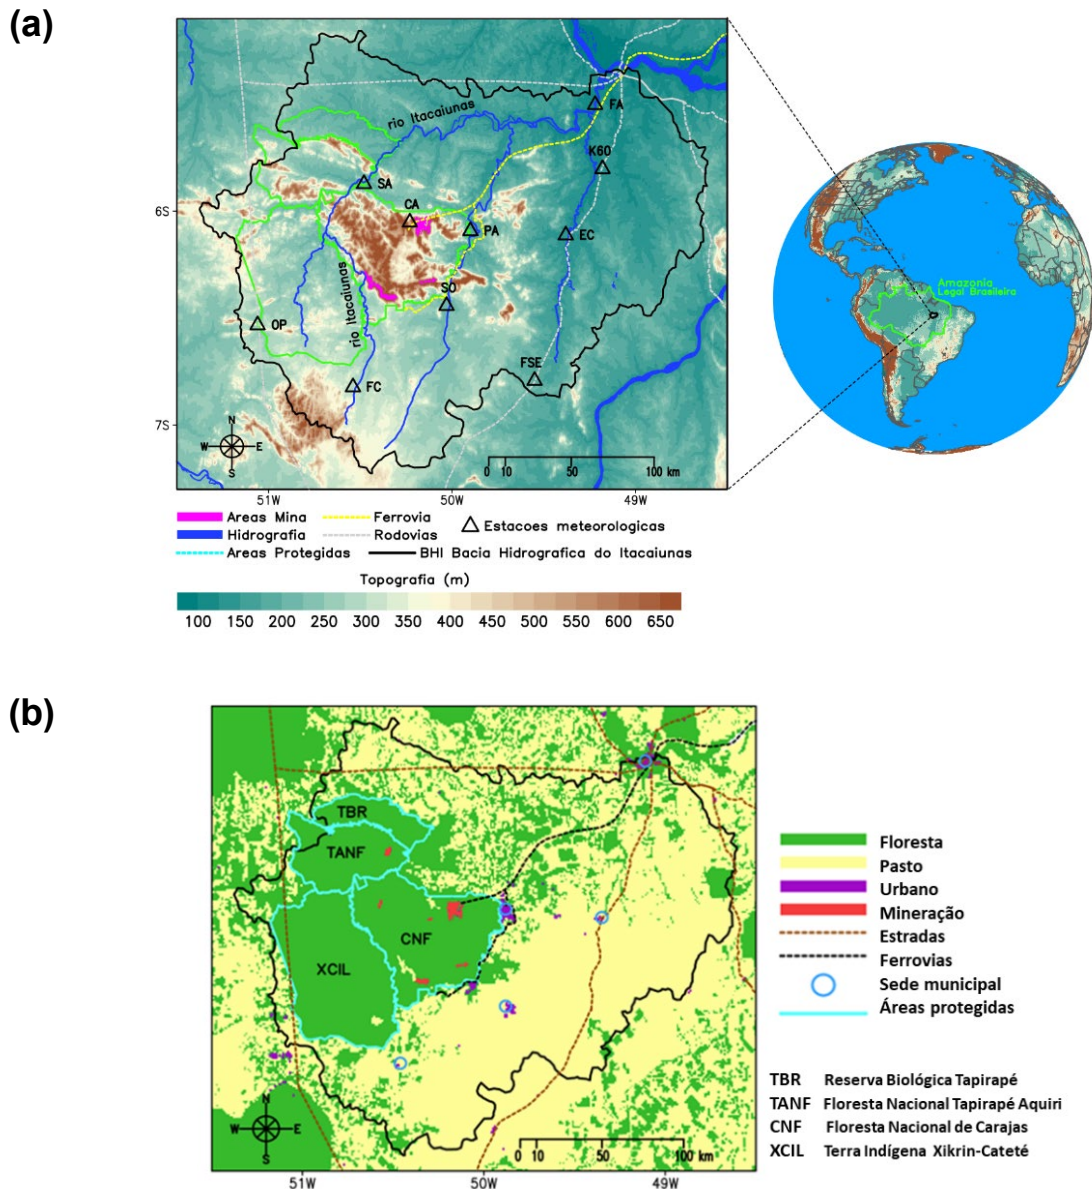 (a)
rio Itacaiunas
FA
K60
SA
CA
6S
PA
EC
SO
rio Itacaiunas
OP
FSE
FC
7S
N
W E
S
0 10 50 100 km
51W 50W 49W
Amazonia
Legal Brasileira
Areas Mina
Ferrovia
Estacoes meteorologicas
Hidrografia
Rodovias
Areas Protegidas
BHI Bacia Hidrografica do Itacaiunas
Topografia (m)
100 150 200 250 300 350 400 450 500 550 600 650
(b)
TBR
TANF
CNF
XCIL
N
W E
S
0 10 50 100 km
51W 50W 49W
Floresta
Pasto
Urbano
Mineração
Estradas
Ferrovias
Sede municipal
Áreas protegidas
TBR Reserva Biológica Tapirapé
TANF Floresta Nacional Tapirapé Aquiri
CNF Floresta Nacional de Carajas
XCIL Terra Indígena Xikrin-Cateté